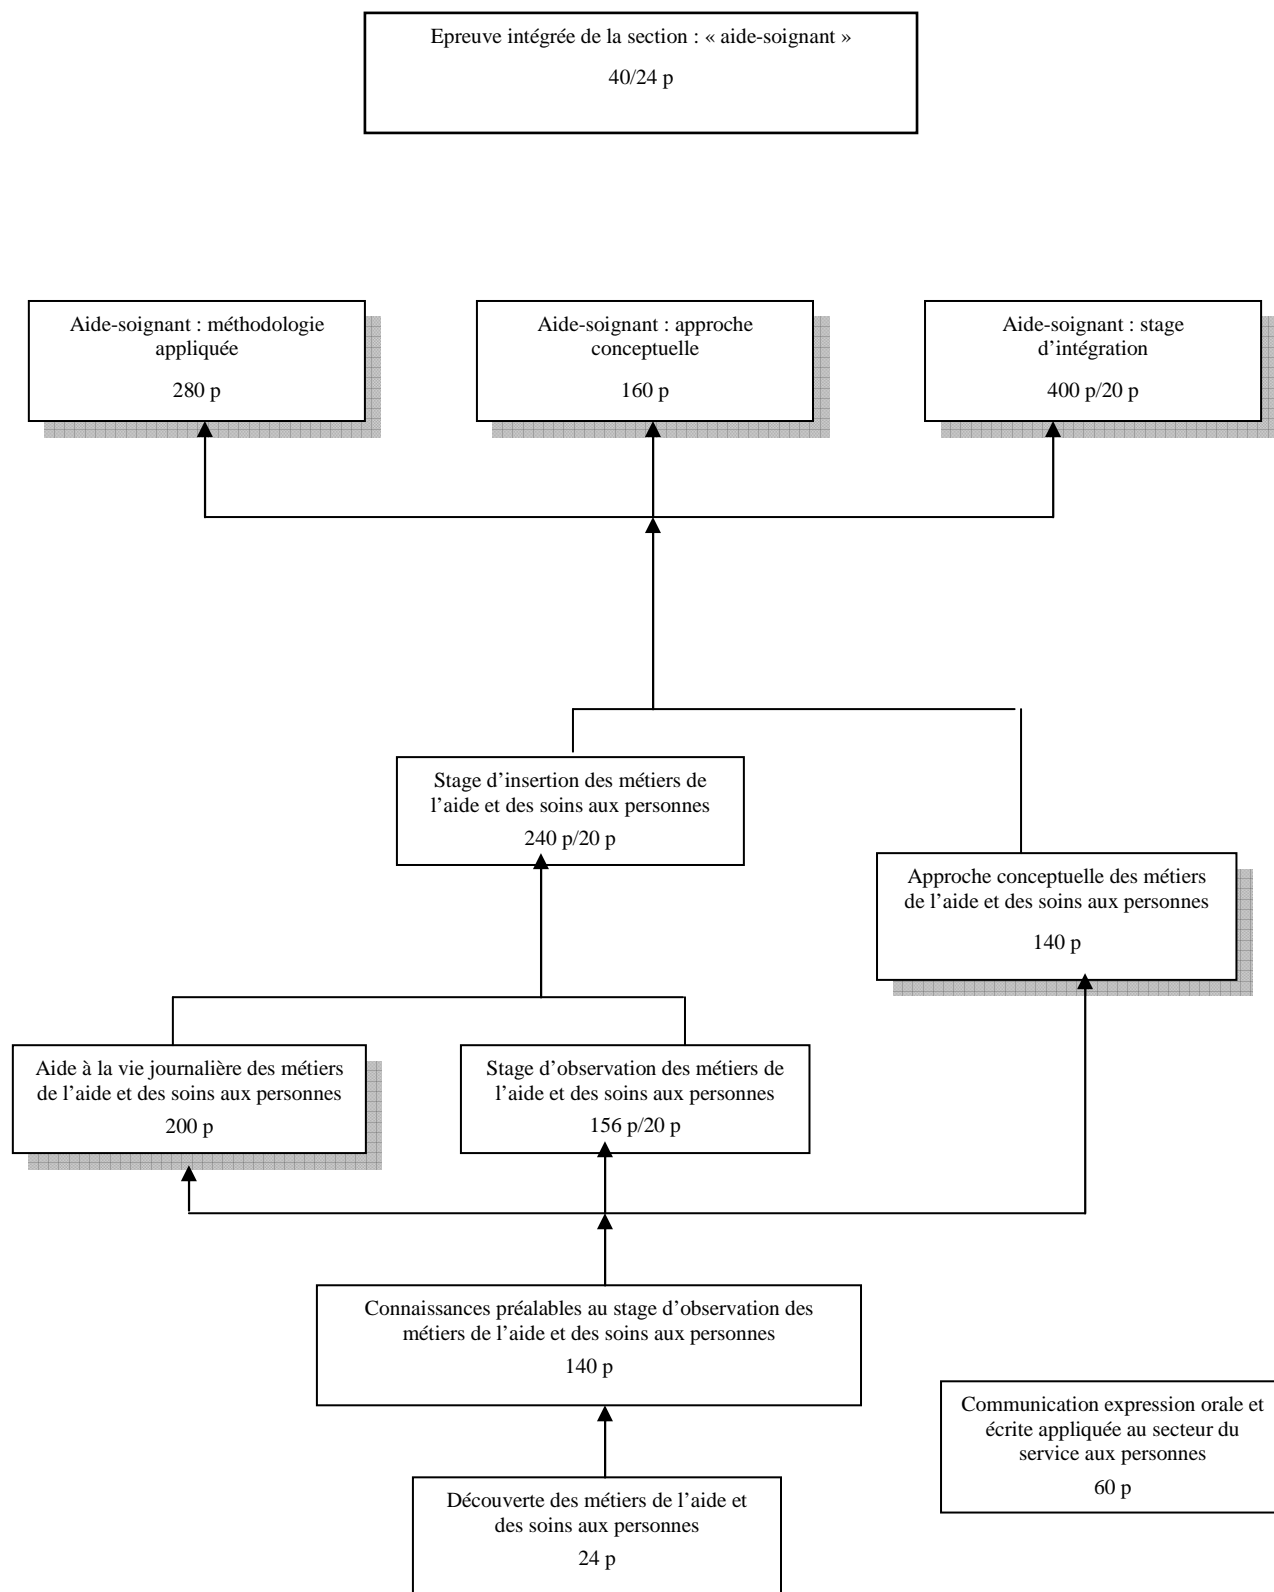 Epreuve intégrée de la section : « aide-soignant »
40/24 p
Aide-soignant : méthodologie
appliquée
280 p
Aide-soignant : approche
conceptuelle
160 p
Aide-soignant : stage
d’intégration
400 p/20 p
Stage d’insertion des métiers de
l’aide et des soins aux personnes
240 p/20 p
Approche conceptuelle des métiers
de l’aide et des soins aux personnes
140 p
Aide à la vie journalière des métiers
de l’aide et des soins aux personnes
200 p
Stage d’observation des métiers de
l’aide et des soins aux personnes
156 p/20 p
Connaissances préalables au stage d’observation des
métiers de l’aide et des soins aux personnes
140 p
Communication expression orale et
écrite appliquée au secteur du
service aux personnes
60 p
Découverte des métiers de l’aide et
des soins aux personnes
24 p